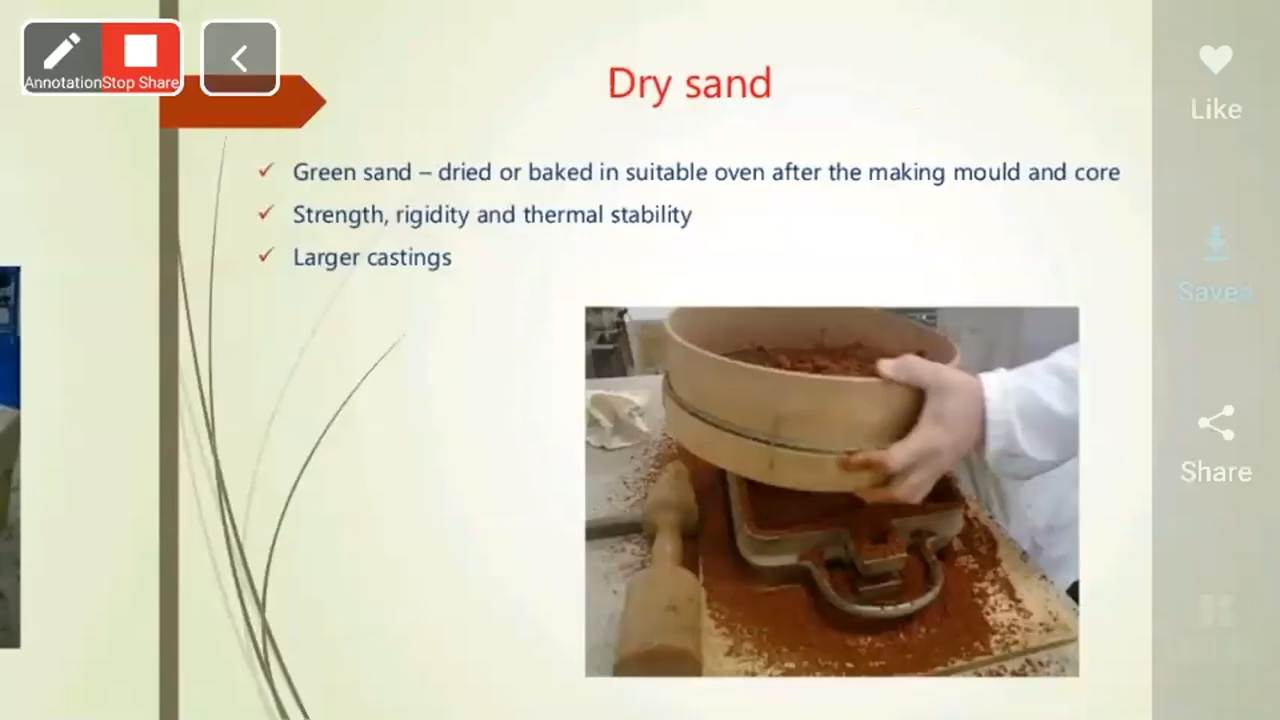 Annotation
Stop Share
Dry sand
Green sand – dried or baked in suitable oven after the making mould and core
Strength, rigidity and thermal stability
Larger castings
Like
Saved
Share